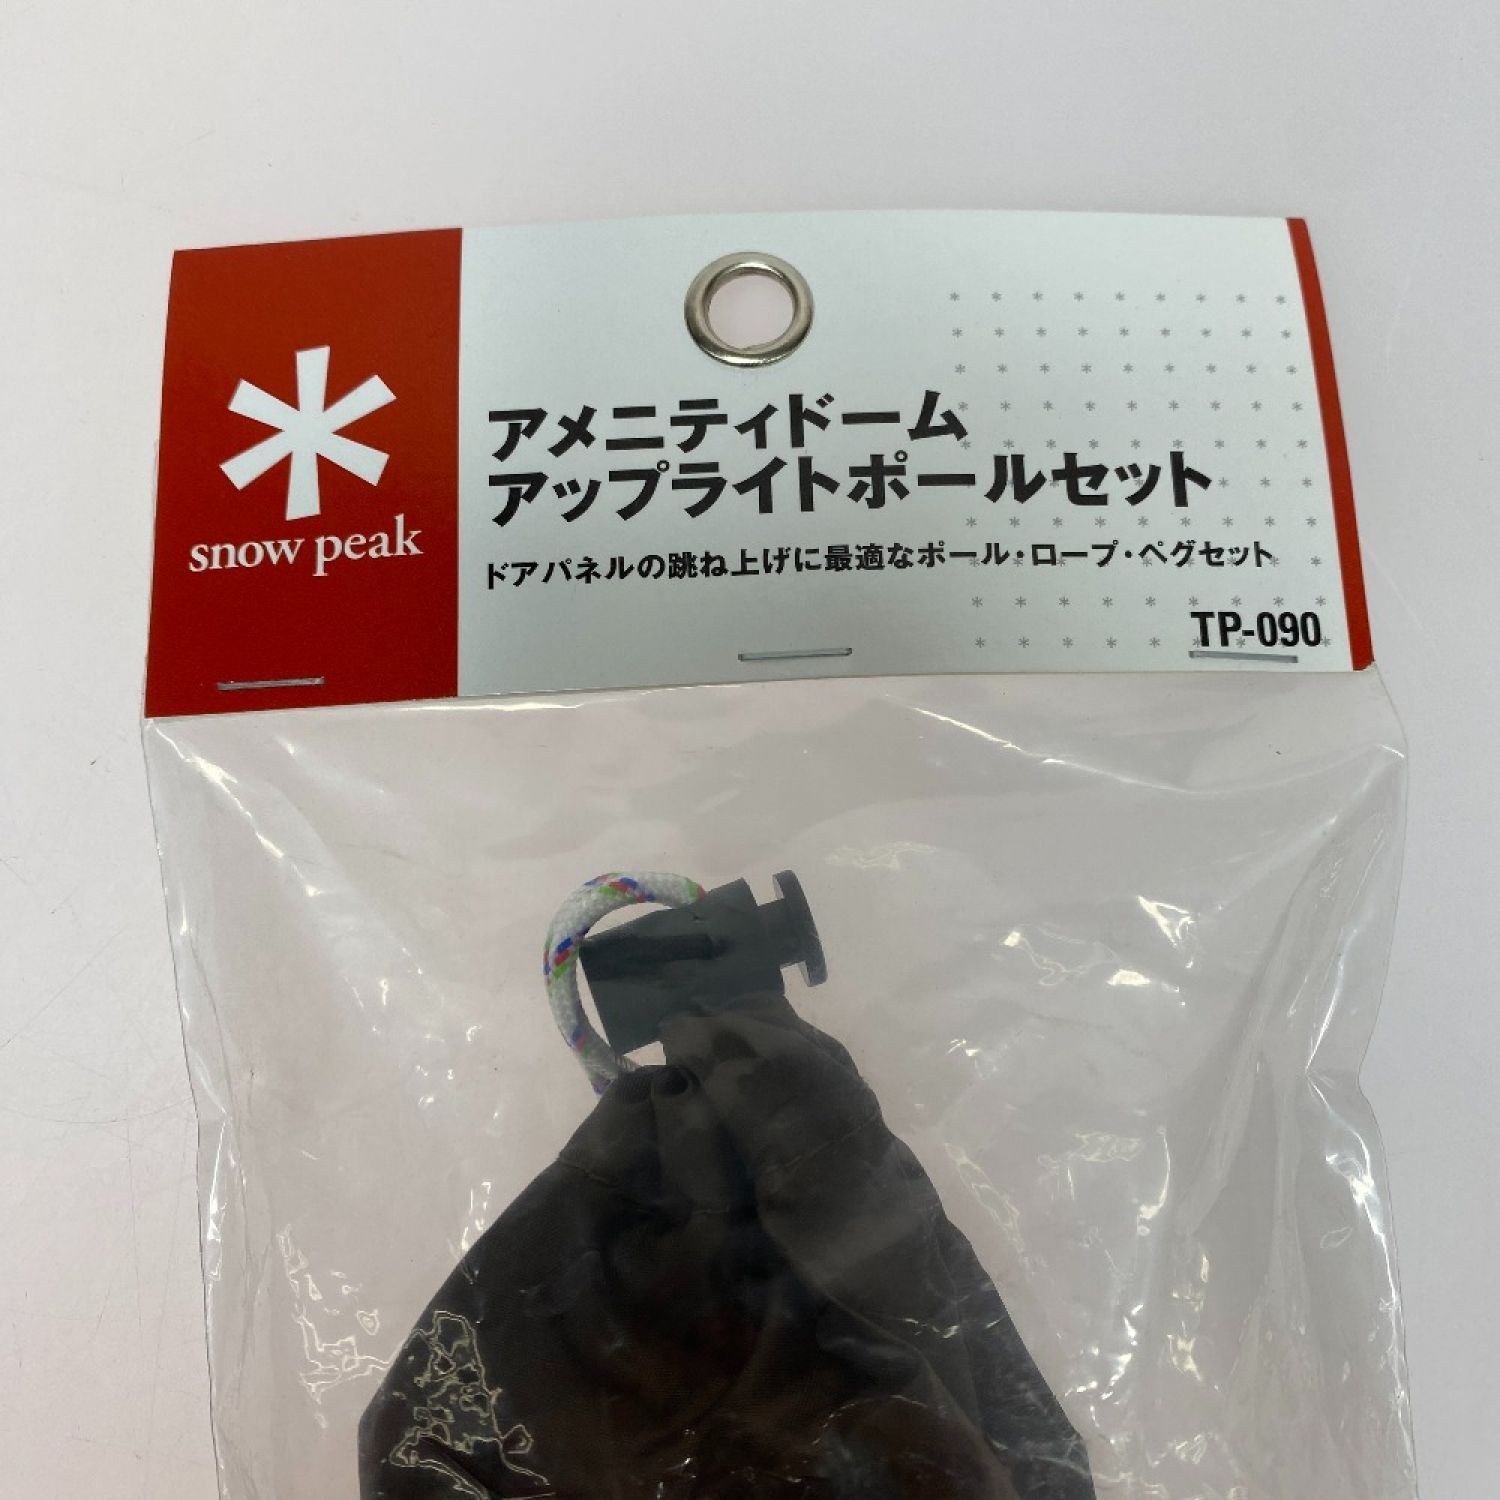 snow peak
アメニティドーム
アップライトポールセット
ドアパネルの跳ね上げに最適なポール・ロープ・ペグセット
TP-090